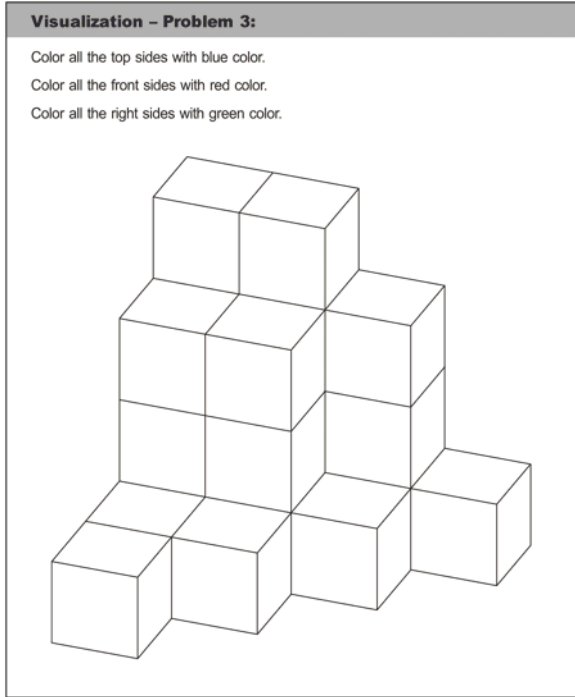 Visualization – Problem 3:
Color all the top sides with blue color.
Color all the front sides with red color.
Color all the right sides with green color.